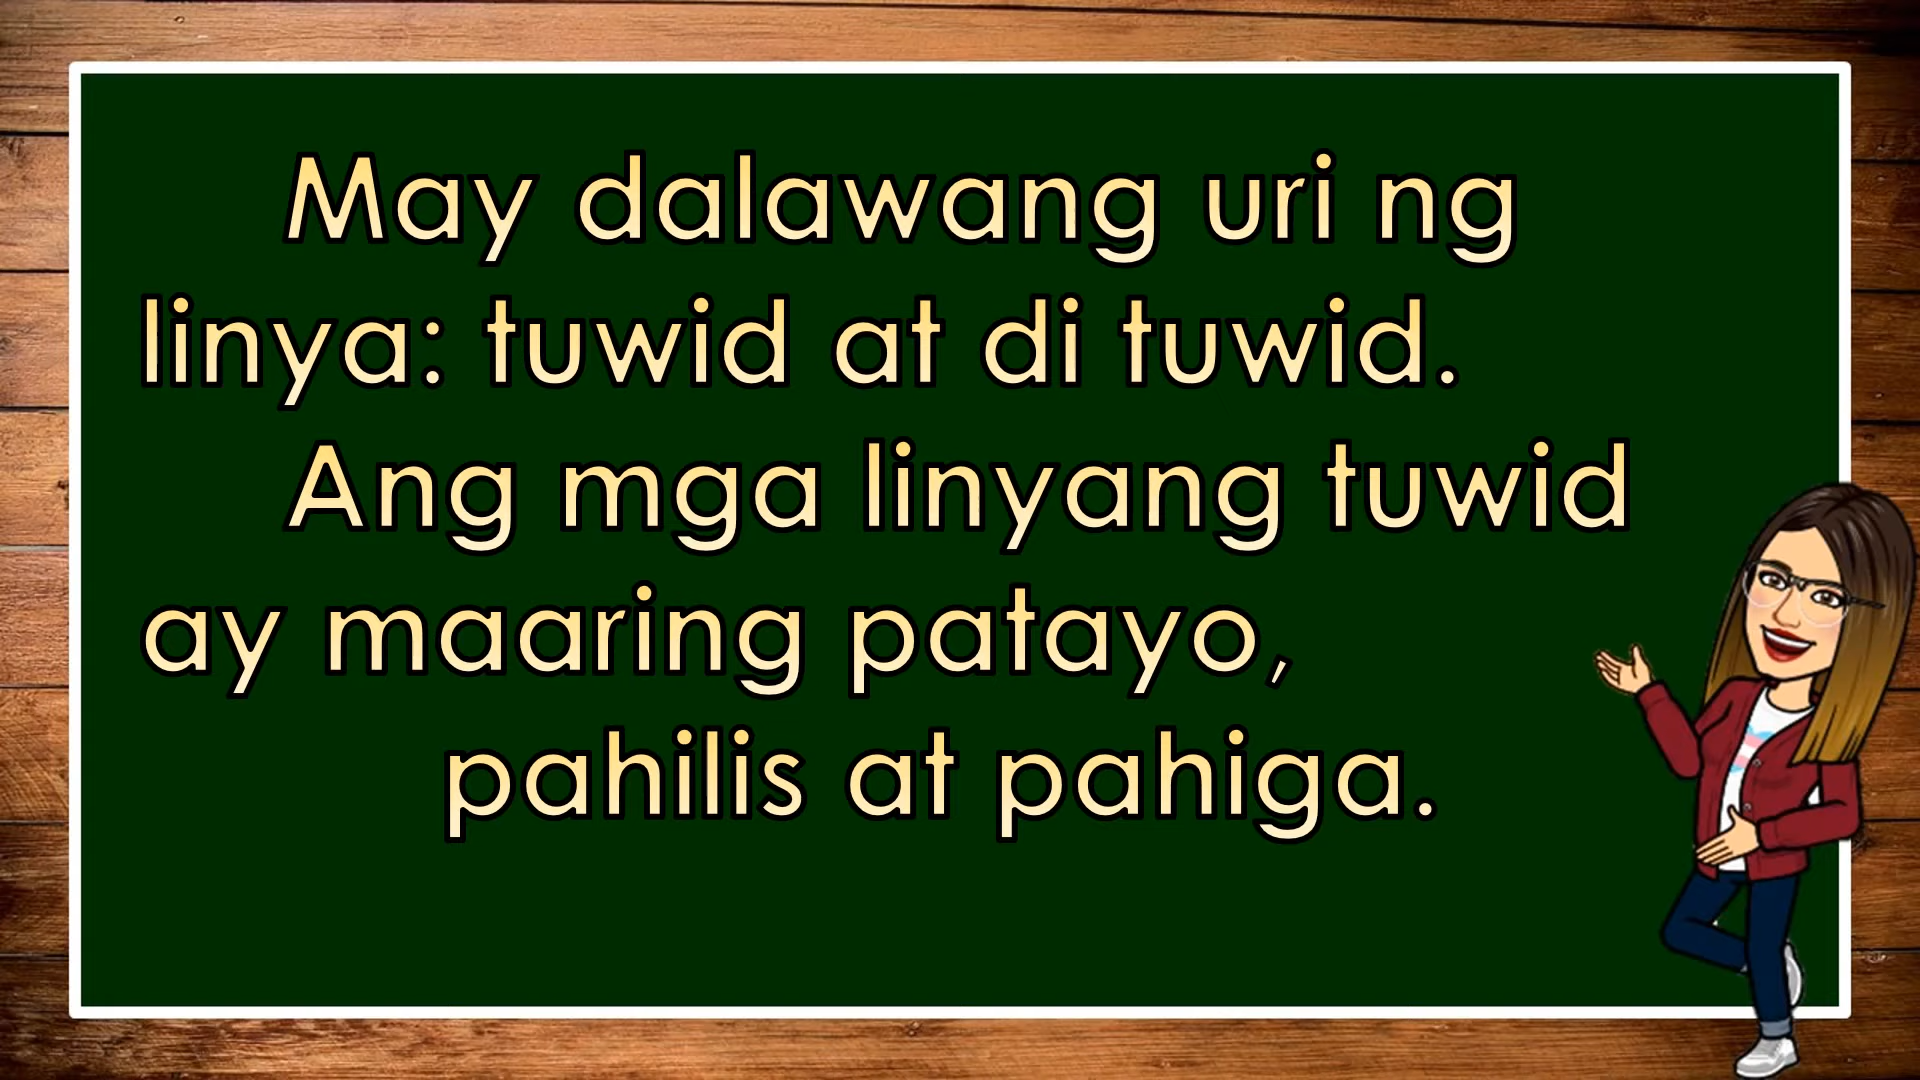 May dalawang uri ng
linya: tuwid at di tuwid.
Ang mga linyang tuwid
ay maaring patayo,
pahilis at pahiga.